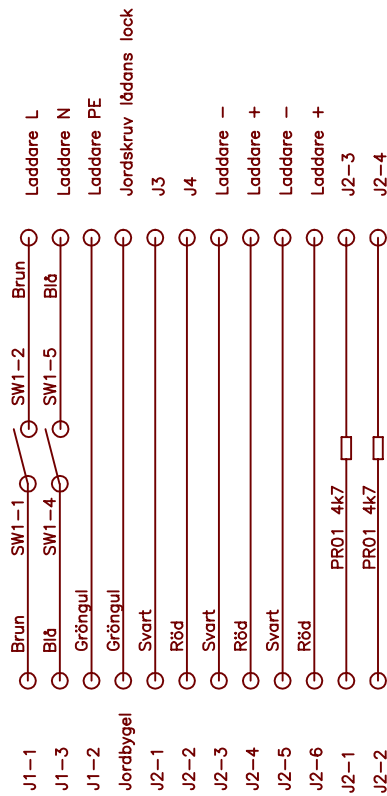 J1-1 Brun SW1-1 SW1-2 Brun Laddare L
J1-3 Blå SW1-4 SW1-5 Blå Laddare N
J1-2 Gröngul Laddare PE
Jordbygel Gröngul Jordskruv lådans lock
J2-1 Svart J3
J2-2 Röd J4
J2-3 Svart Laddare -
J2-4 Röd Laddare +
J2-5 Svart Laddare -
J2-6 Röd Laddare +
J2-1 PR01 4k7 J2-3
J2-2 PR01 4k7 J2-4